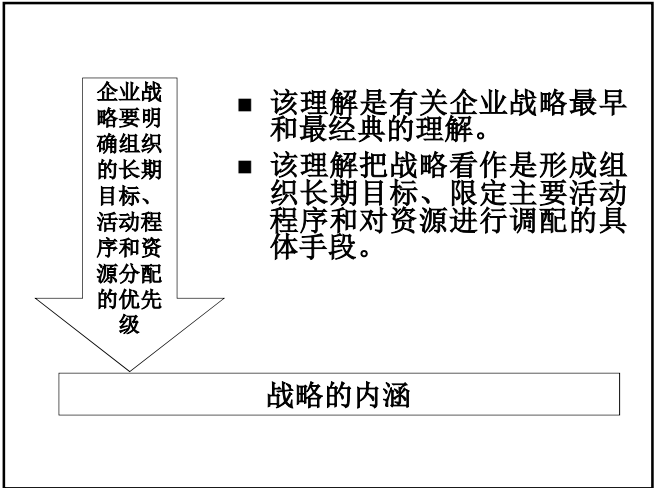 企业战
略要明
确组织
的长期
目标、
活动程
序和资
源分配
的优先
级
■ 该理解是有关企业战略最早
和最经典的理解。
■ 该理解把战略看作是形成组
织长期目标、限定主要活动
程序和对资源进行调配的具
体手段。
战略的内涵